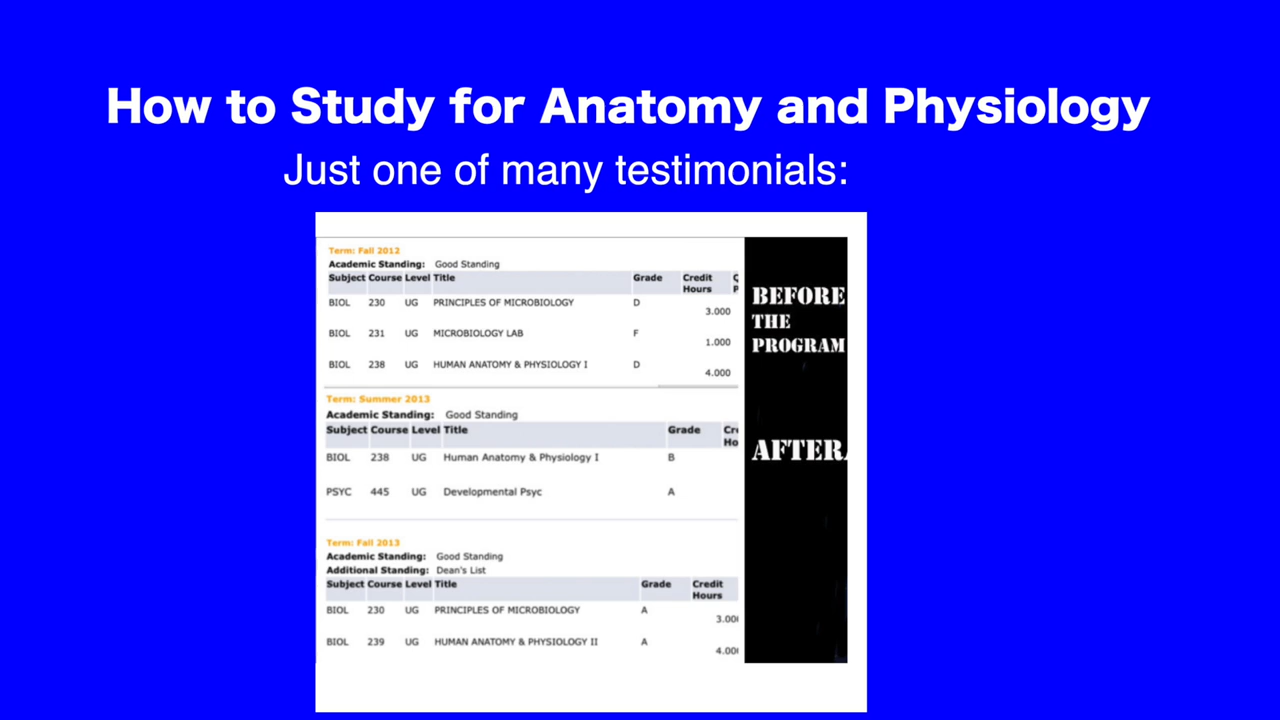 How to Study for Anatomy and Physiology
Just one of many testimonials:
Term: Fall 2012
Academic Standing: Good Standing
Subject Course Level Title Grade Credit Hours
BIOL 230 UG PRINCIPLES OF MICROBIOLOGY D 3.000
BIOL 231 UG MICROBIOLOGY LAB F 1.000
BIOL 238 UG HUMAN ANATOMY & PHYSIOLOGY I D 4.000
Term: Summer 2013
Academic Standing: Good Standing
Subject Course Level Title Grade
BIOL 238 UG Human Anatomy & Physiology I B
PSYC 445 UG Developmental Psyc A
Term: Fall 2013
Academic Standing: Good Standing
Additional Standing: Dean's List
Subject Course Level Title Grade Credit Hours
BIOL 230 UG PRINCIPLES OF MICROBIOLOGY A 3.00
BIOL 239 UG HUMAN ANATOMY & PHYSIOLOGY II A 4.00
BEFORE
THE
PROGRAM
AFTER